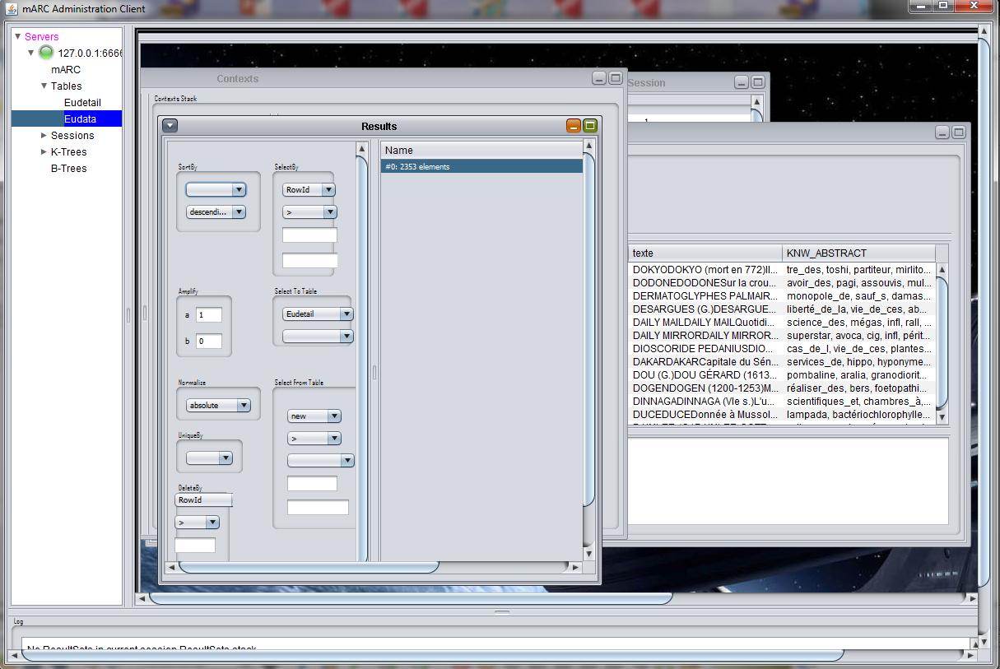 mARC Administration Client
Servers
127.0.0.1:6666
mARC
Tables
Eudetail
Eudata
Sessions
K-Trees
B-Trees
Contexts
Session
Contexts Stack
Results
SortBy
descendi...
SelectBy
RowId
>
Amplify
a 1
b 0
Select To Table
Eudetail
Normalize
absolute
Select From Table
new
>
UniqueBy
DeleteBy
RowId
>
Name
#0: 2353 elements
texte KNW_ABSTRACT
DOKYODOKYO (mort en 772)Il... tre_des, toshi, partiteur, mirlito...
DODONEDODONESur la crou... avoir_des, pagi, assouvis, mul...
DERMATOGLYPHES PALMAIR... monopole_de, sauf_s, damas...
DESARGUES (G.)DESARGUE... liberté_de_la, vie_de_ces, ab...
DAILY MAILDAILY MAILQuotidi... science_des, mégas, infl, rall, ...
DAILY MIRRORDAILY MIRROR... superstar, avoca, cig, infl, périt...
DIOSCORIDE PEDANIUSDIO... cas_de_l, vie_de_ces, plantes...
DAKARDAKARCapitale du Sén... services_de, hippo, hyponyme...
DOU (G.)DOU GÉRARD (1613... pombaline, aralia, granodiorit...
DOGENDOGEN (1200-1253)M... réaliser_des, bers, foetopathi...
DINNAGADINNAGA (VIe s.)L'u... scientifiques_et, chambres_à,...
DUCEDUCEDonnée à Mussol... lampada, bactériochlorophylle...
Log
No ResultSets in current session ResultSets stack